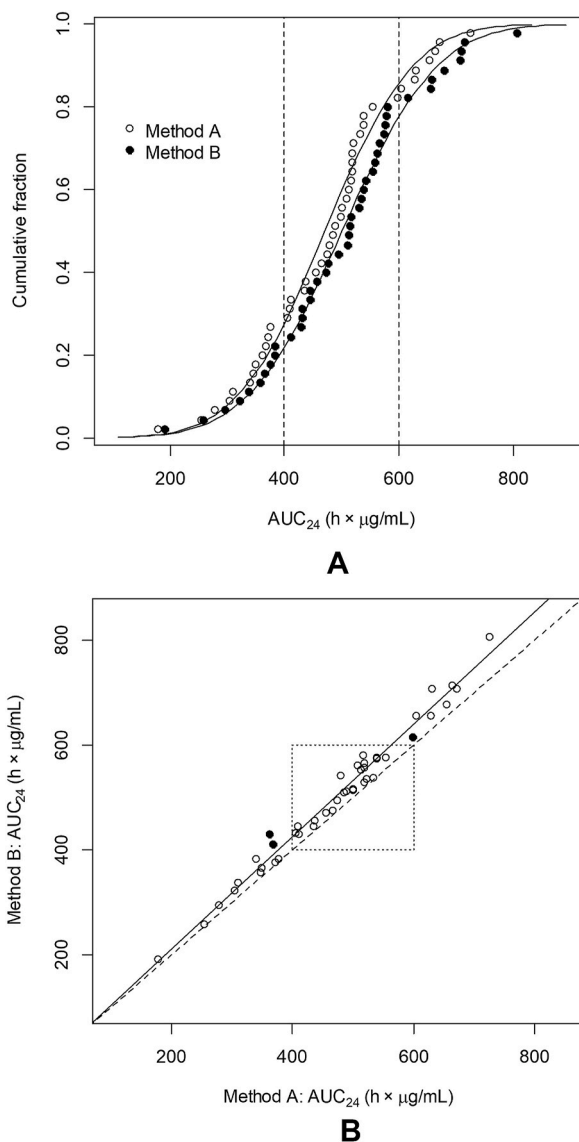 1.0
0.8
0.6
0.4
0.2
0.0
Cumulative fraction
Method A
Method B
200 400 600 800
AUC₂₄ (h × μg/mL)
A
800
600
400
200
Method B: AUC₂₄ (h × μg/mL)
200 400 600 800
Method A: AUC₂₄ (h × μg/mL)
B